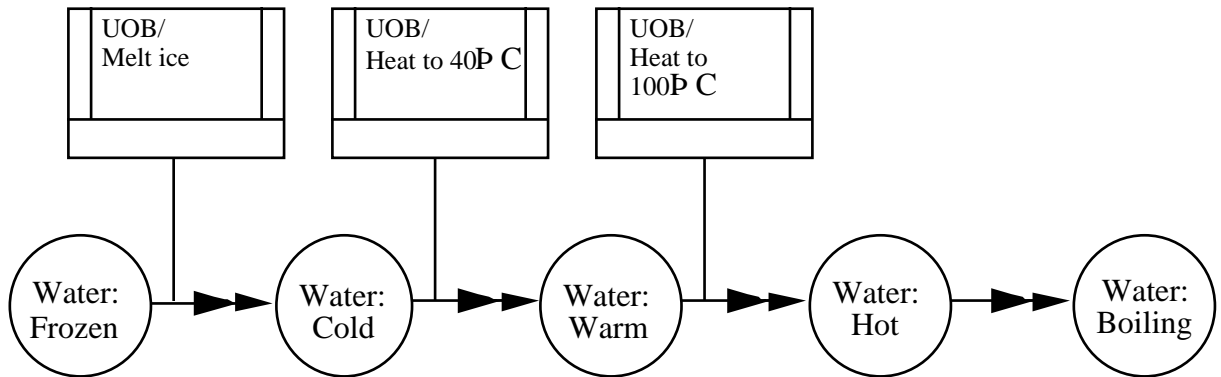 UOB/
Melt ice
UOB/
Heat to 40Þ C
UOB/
Heat to
100Þ C
Water:
Frozen
Water:
Cold
Water:
Warm
Water:
Hot
Water:
Boiling